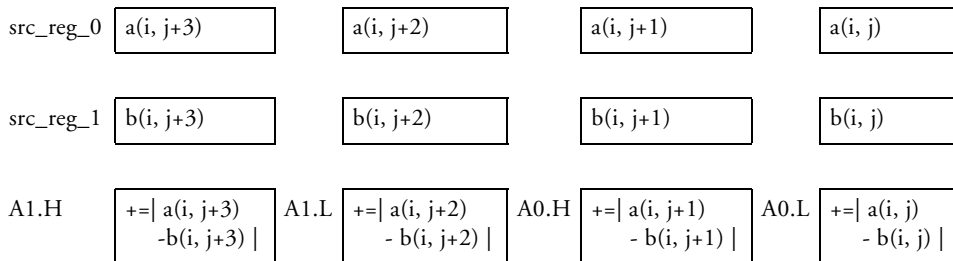 src_reg_0 a(i, j+3) a(i, j+2) a(i, j+1) a(i, j)
src_reg_1 b(i, j+3) b(i, j+2) b(i, j+1) b(i, j)
A1.H +=| a(i, j+3) A1.L +=| a(i, j+2) A0.H +=| a(i, j+1) A0.L +=| a(i, j)
-b(i, j+3) | - b(i, j+2) | - b(i, j+1) | - b(i, j) |